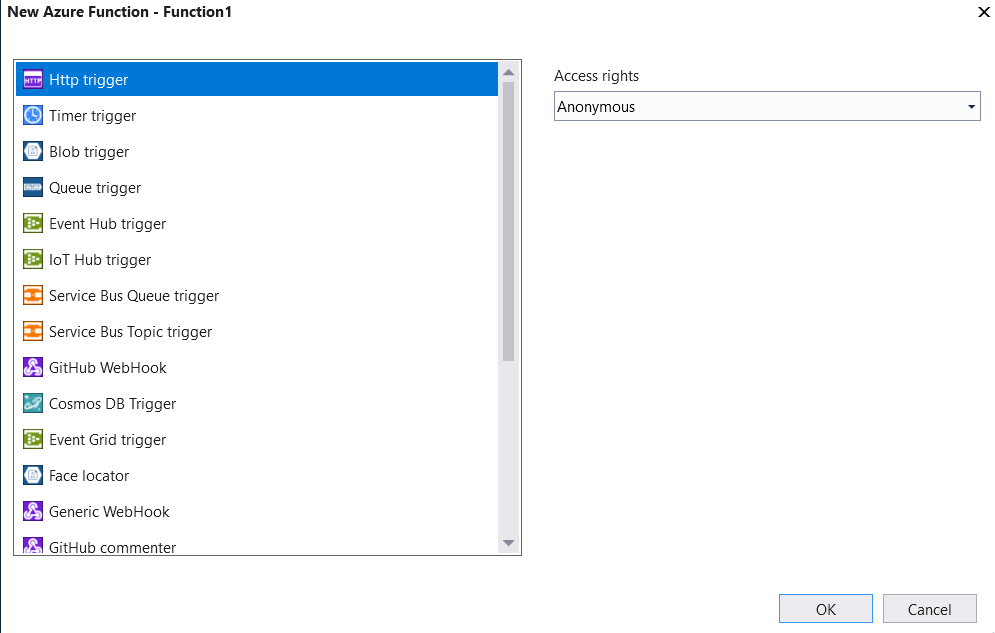 New Azure Function - Function1
Http trigger
Timer trigger
Blob trigger
Queue trigger
Event Hub trigger
IoT Hub trigger
Service Bus Queue trigger
Service Bus Topic trigger
GitHub WebHook
Cosmos DB Trigger
Event Grid trigger
Face locator
Generic WebHook
GitHub commenter
Access rights
Anonymous
OK
Cancel